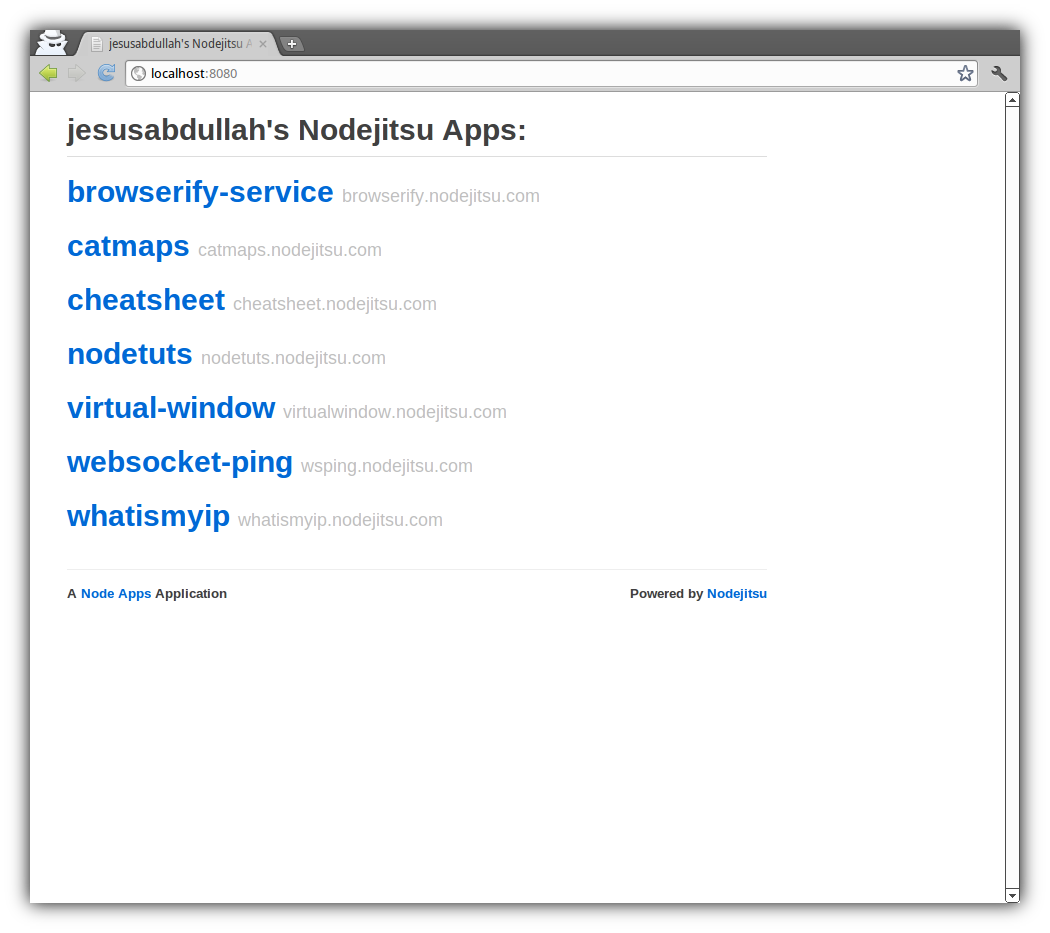 jesusabdullah's Nodejitsu A
localhost:8080
jesusabdullah's Nodejitsu Apps:
browserify-service browserify.nodejitsu.com
catmaps catmaps.nodejitsu.com
cheatsheet cheatsheet.nodejitsu.com
nodetuts nodetuts.nodejitsu.com
virtual-window virtualwindow.nodejitsu.com
websocket-ping wsping.nodejitsu.com
whatismyip whatismyip.nodejitsu.com
A Node Apps Application Powered by Nodejitsu